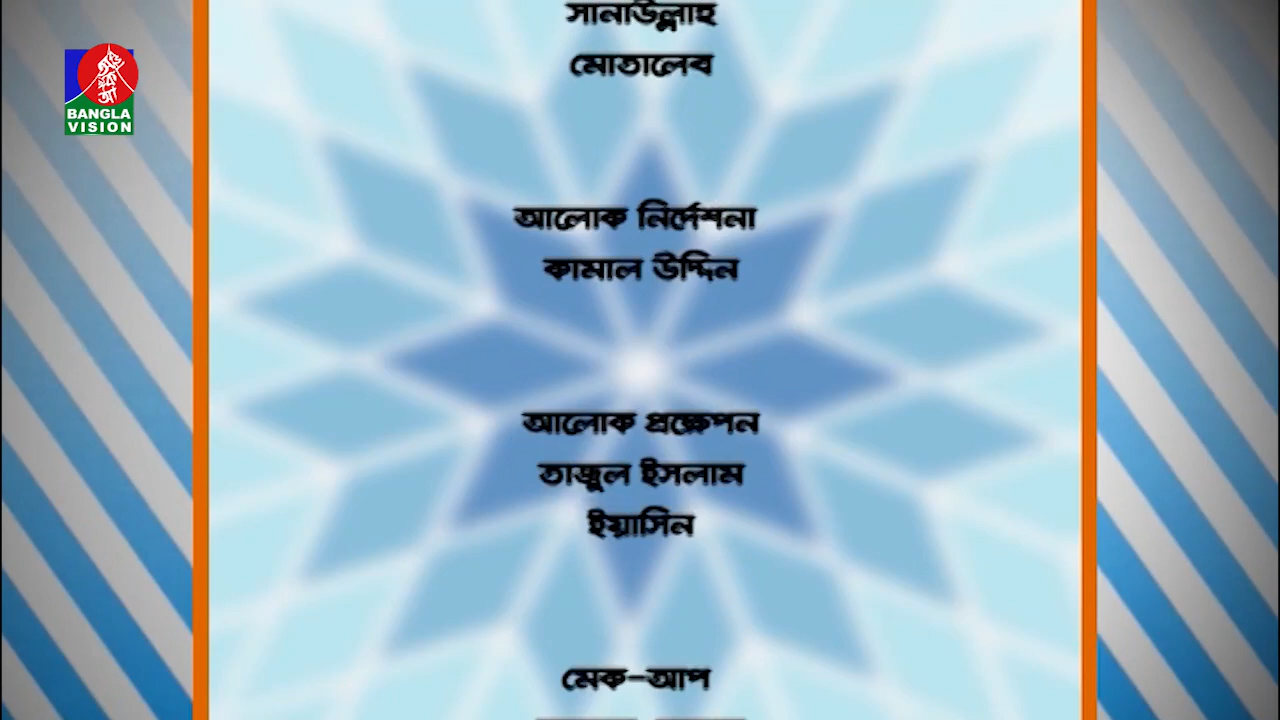 BANGLA
VISION
সানাউল্লাহ
মোতালেব
আলোক নির্দেশনা
কামাল উদ্দিন
আলোক প্রক্ষেপন
তাজুল ইসলাম
ইয়াসিন
মেক-আপ